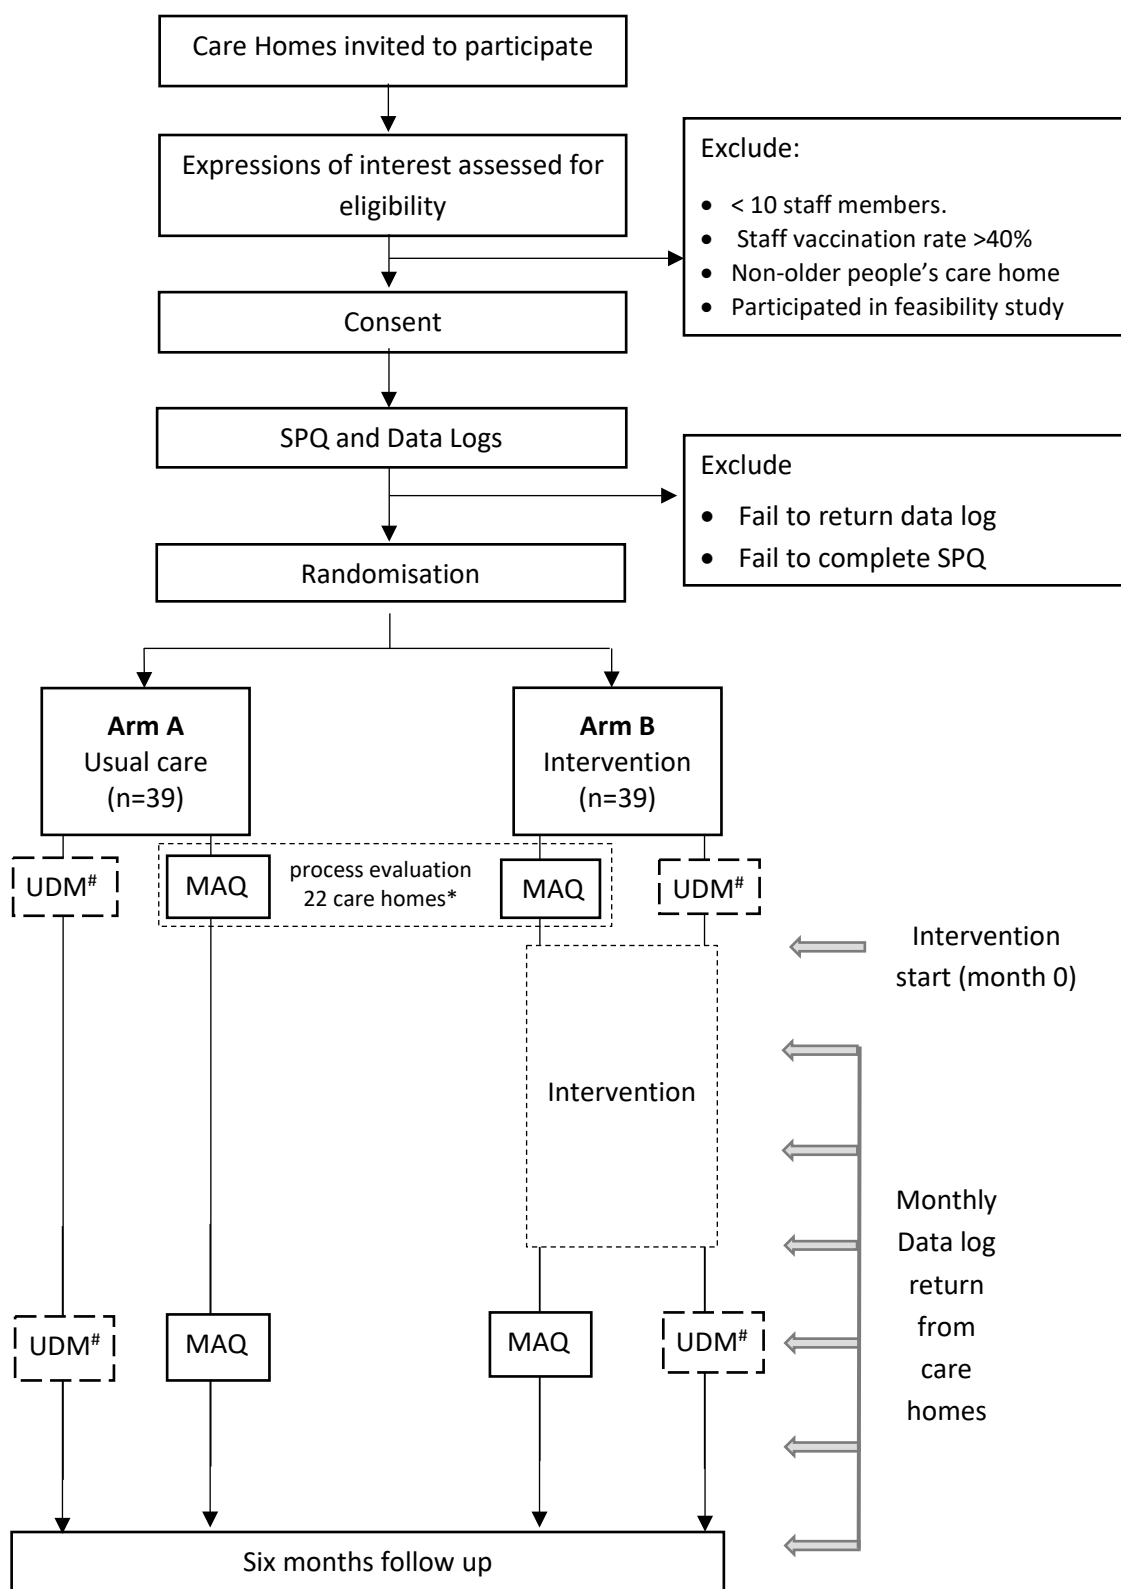 Care Homes invited to participate
Expressions of interest assessed for
eligibility
Exclude:
• < 10 staff members.
• Staff vaccination rate >40%
• Non-older people’s care home
• Participated in feasibility study
Consent
SPQ and Data Logs
Exclude
• Fail to return data log
• Fail to complete SPQ
Randomisation
Arm A
Usual care
(n=39)
Arm B
Intervention
(n=39)
UDM#
MAQ
process evaluation
22 care homes*
MAQ
UDM#
Intervention
start (month 0)
Intervention
Monthly
Data log
return
from
care
homes
UDM#
MAQ
MAQ
UDM#
Six months follow up